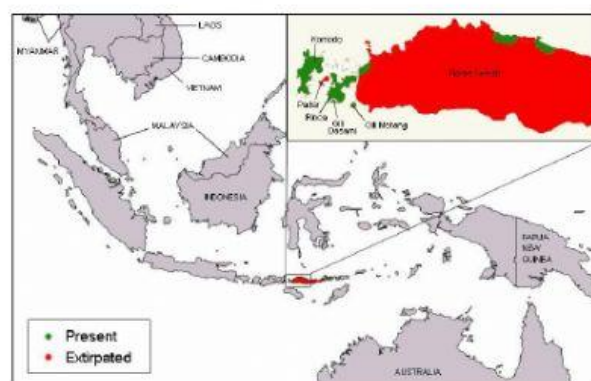 LAOS
MYANMAR
CAMBODIA
VIETNAM
MALAYSIA
INDONESIA
PAPUA
NEW
GUINEA
AUSTRALIA
Present
Extirpated
Komodo
Padar
Rinca
Gili
Dasami
Gili Motang